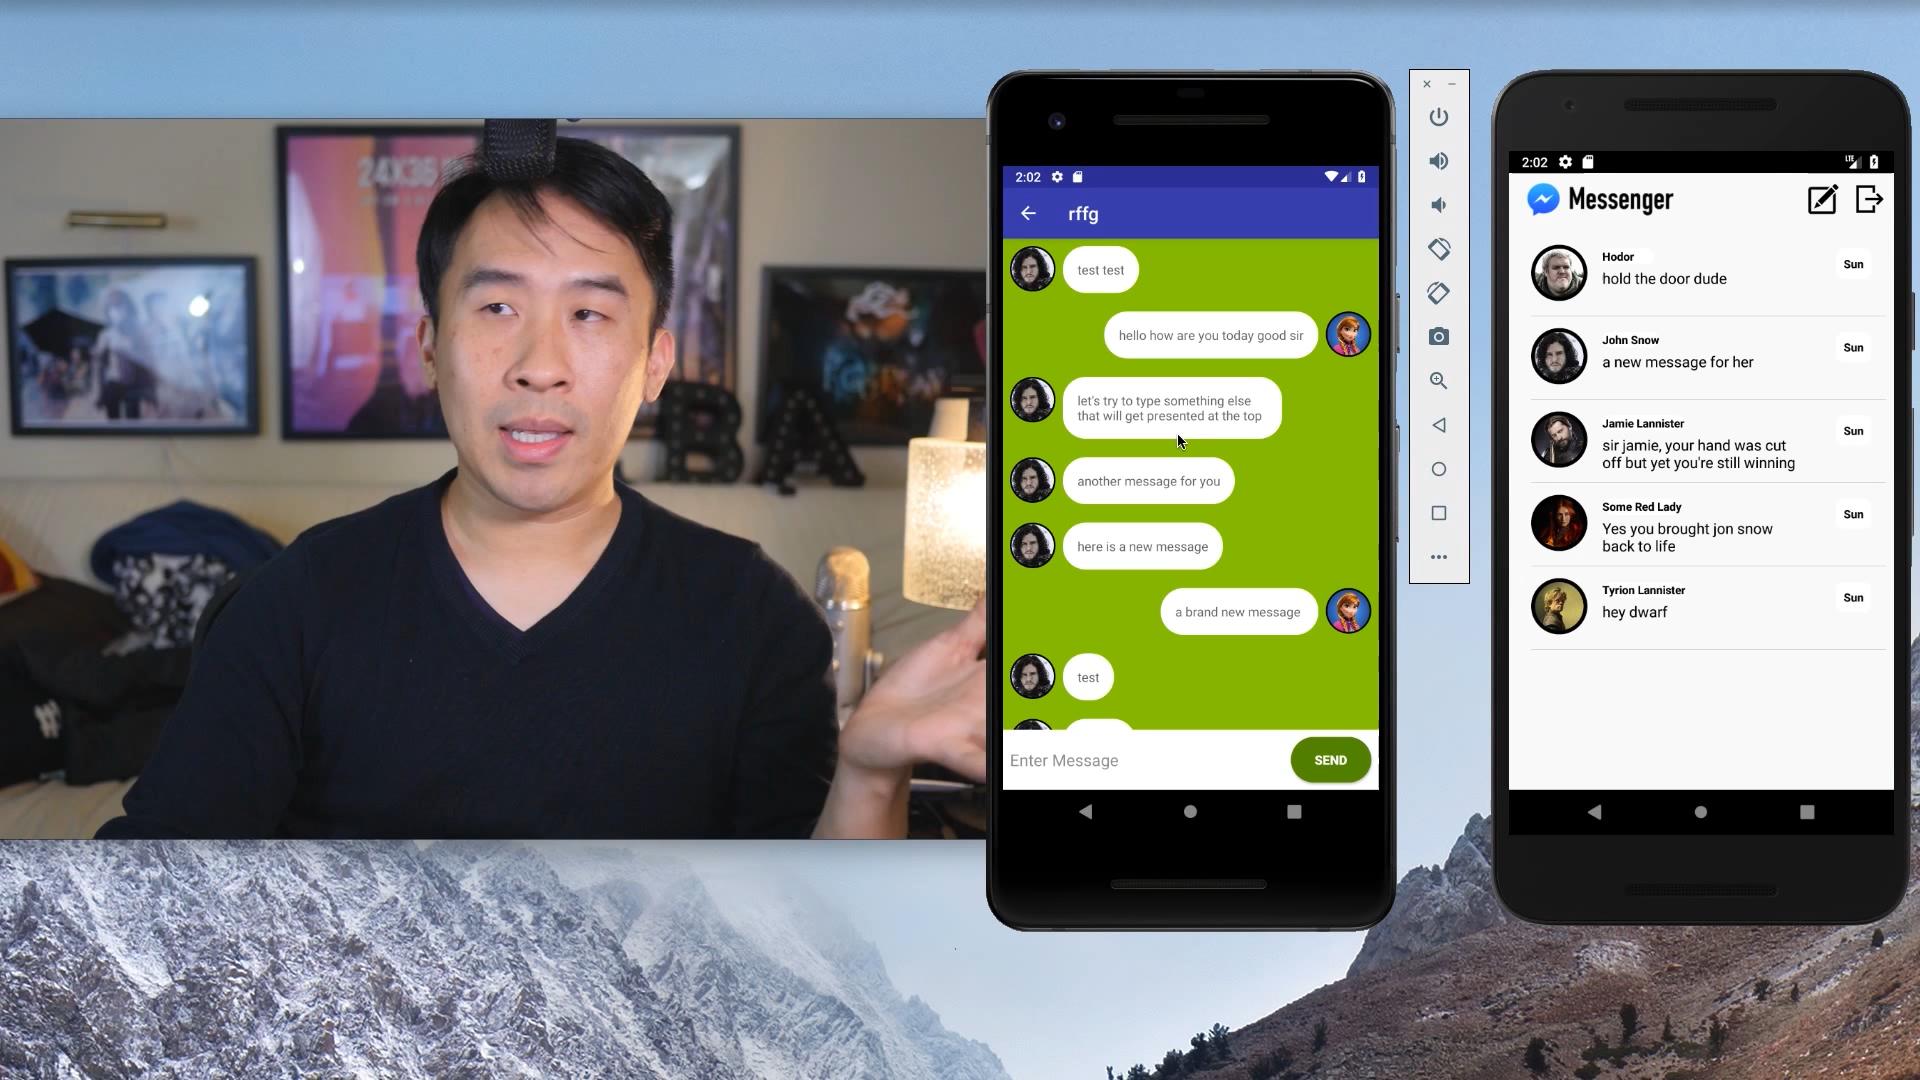 24X36
BA
2:02
rffg
test test
hello how are you today good sir
let's try to type something else
that will get presented at the top
another message for you
here is a new message
a brand new message
test
Enter Message
SEND
2:02
LTE
Messenger
Hodor
hold the door dude
Sun
John Snow
a new message for her
Sun
Jamie Lannister
sir jamie, your hand was cut
off but yet you're still winning
Sun
Some Red Lady
Yes you brought jon snow
back to life
Sun
Tyrion Lannister
hey dwarf
Sun